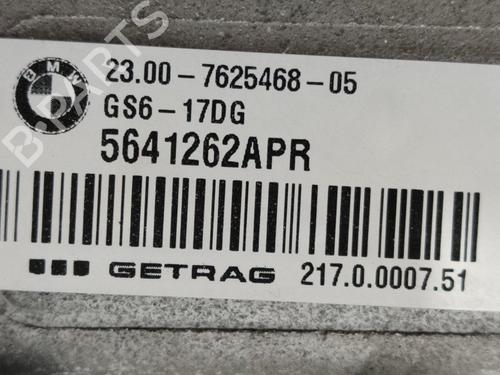 BMW
23.00-7625468-05
GS6-17DG
5641262APR
GETRAG 217.0.0007.51
B-PARTS